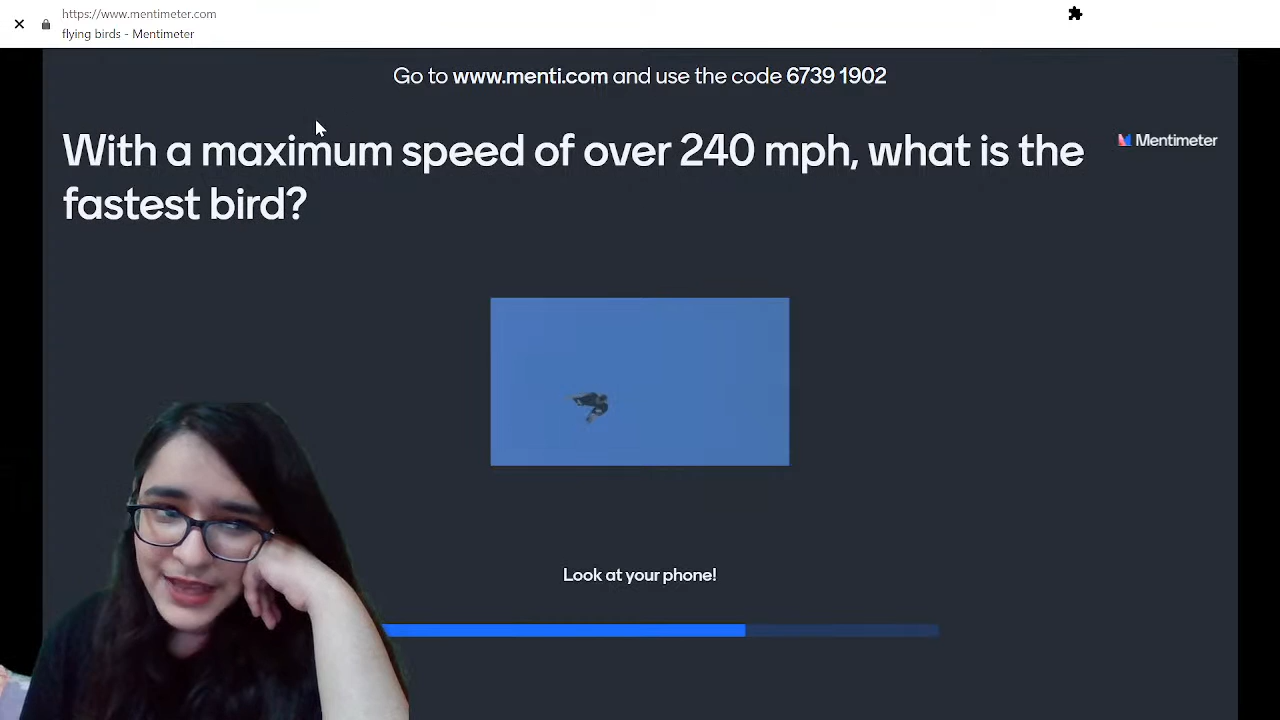 https://www.mentimeter.com
flying birds - Mentimeter
Go to www.menti.com and use the code 6739 1902
With a maximum speed of over 240 mph, what is the
fastest bird?
Mentimeter
Look at your phone!